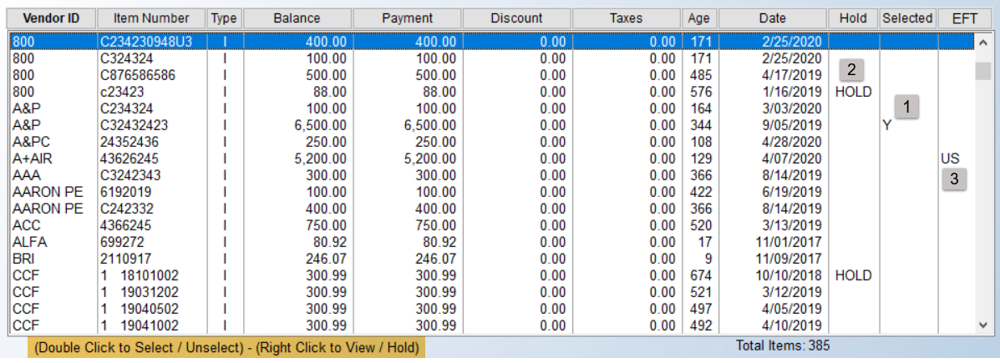 Vendor ID Item Number Type Balance Payment Discount Taxes Age Date Hold Selected EFT
800 C234230948U3 I 400.00 400.00 0.00 0.00 171 2/25/2020
800 C324324 I 100.00 100.00 0.00 0.00 171 2/25/2020
800 C876586586 I 500.00 500.00 0.00 0.00 485 4/17/2019 2
800 c23423 I 88.00 88.00 0.00 0.00 576 1/16/2019 HOLD
A&P C234324 I 100.00 100.00 0.00 0.00 164 3/03/2020 1
A&P C32432423 I 6,500.00 6,500.00 0.00 0.00 344 9/05/2019 Y
A&PC 24352436 I 250.00 250.00 0.00 0.00 108 4/28/2020
A+AIR 43626245 I 5,200.00 5,200.00 0.00 0.00 129 4/07/2020 US
AAA C3242343 I 300.00 300.00 0.00 0.00 366 8/14/2019 3
AARON PE 6192019 I 100.00 100.00 0.00 0.00 422 6/19/2019
AARON PE C242332 I 400.00 400.00 0.00 0.00 366 8/14/2019
ACC 4366245 I 750.00 750.00 0.00 0.00 520 3/13/2019
ALFA 699272 I 80.92 80.92 0.00 0.00 17 11/01/2017
BRI 2110917 I 246.07 246.07 0.00 0.00 9 11/09/2017
CCF 1 18101002 I 300.99 300.99 0.00 0.00 674 10/10/2018 HOLD
CCF 1 19031202 I 300.99 300.99 0.00 0.00 521 3/12/2019
CCF 1 19040502 I 300.99 300.99 0.00 0.00 497 4/05/2019
CCF 1 19041002 I 300.99 300.99 0.00 0.00 492 4/10/2019
(Double Click to Select / Unselect) - (Right Click to View / Hold) Total Items: 385